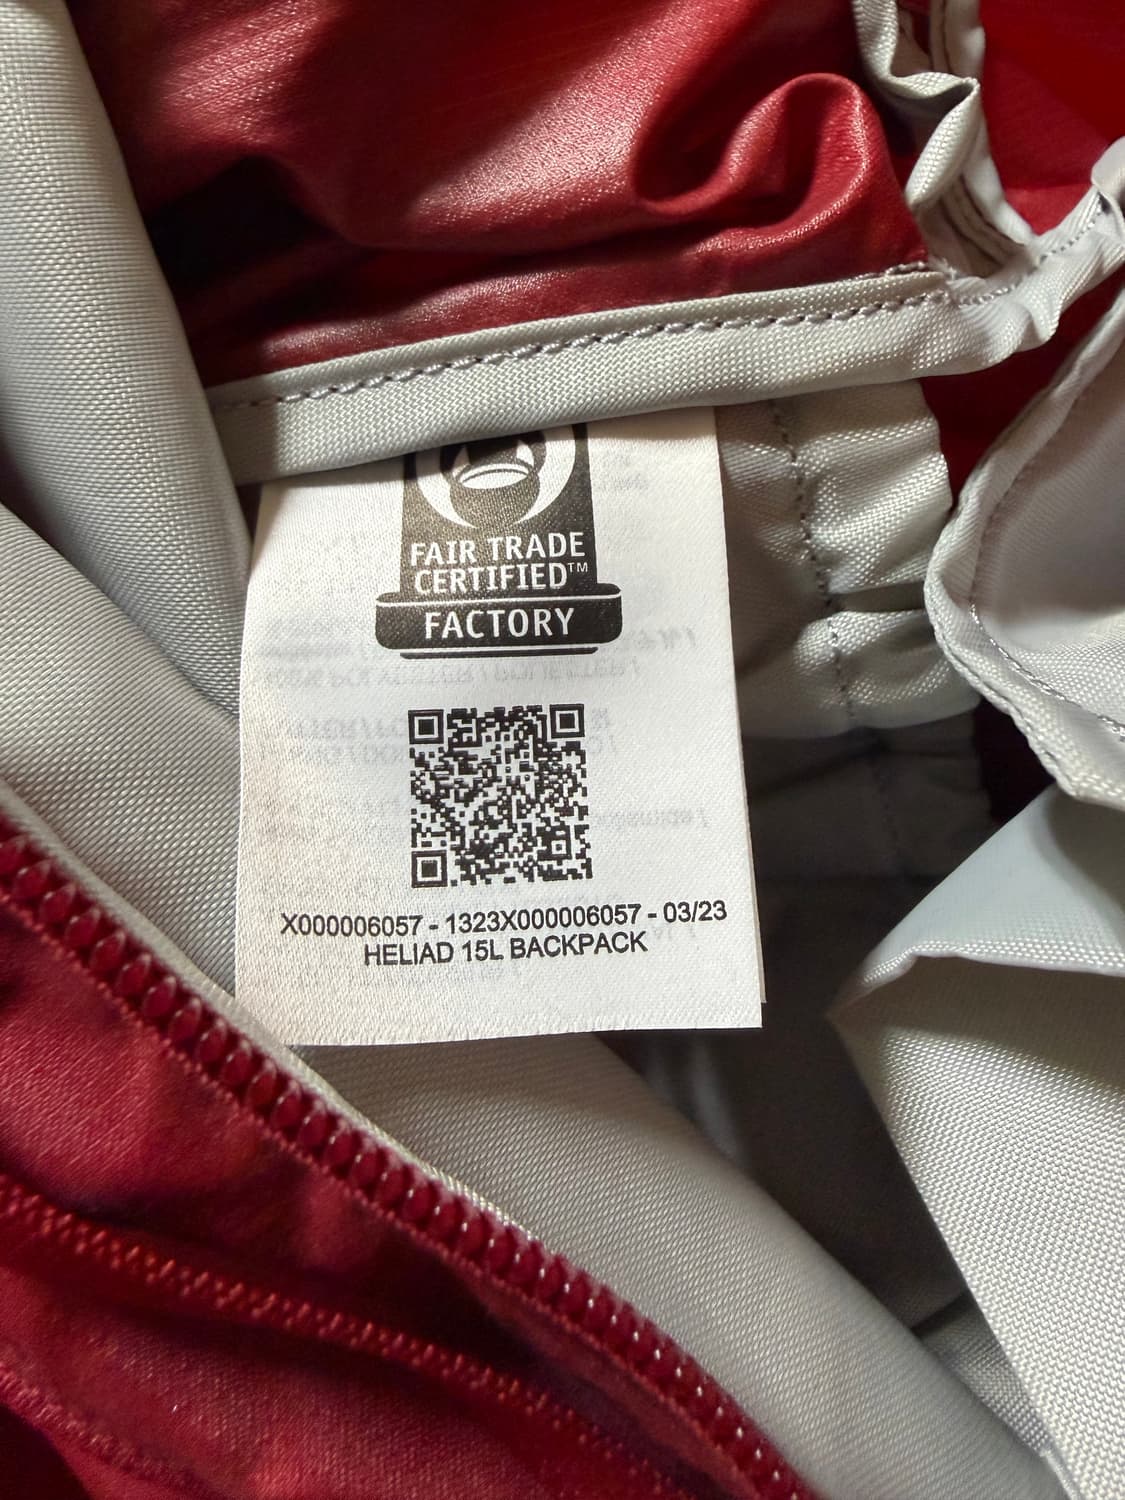 FAIR TRADE
CERTIFIED™
FACTORY
X000006057 - 1323X000006057 - 03/23
HELIAD 15L BACKPACK